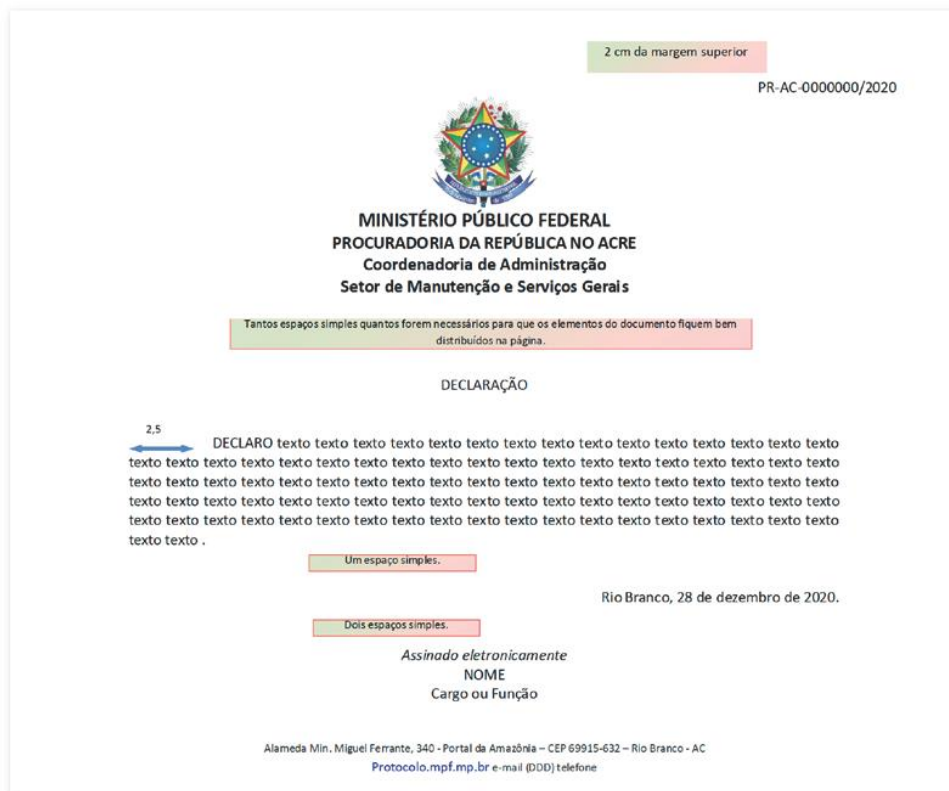 2 cm da margem superior
PR-AC-0000000/2020
MINISTÉRIO PÚBLICO FEDERAL
PROCURADORIA DA REPÚBLICA NO ACRE
Coordenadoria de Administração
Setor de Manutenção e Serviços Gerais
Tantos espaços simples quantos forem necessários para que os elementos do documento fiquem bem
distribuídos na página.
DECLARAÇÃO
2,5
DECLARO texto texto texto texto texto texto texto texto texto texto texto texto texto texto texto
texto texto texto texto texto texto texto texto texto texto texto texto texto texto texto texto texto texto texto
texto texto texto texto texto texto texto texto texto texto texto texto texto texto texto texto texto texto texto
texto texto texto texto texto texto texto texto texto texto texto texto texto texto texto texto texto texto texto
texto texto texto texto texto texto texto texto texto texto texto texto texto texto texto texto texto texto texto
texto texto .
Um espaço simples.
Rio Branco, 28 de dezembro de 2020.
Dois espaços simples.
Assinado eletronicamente
NOME
Cargo ou Função
Alameda Min. Miguel Ferrante, 340 - Portal da Amazônia – CEP 69915-632 – Rio Branco - AC
Protocolo.mpf.mp.br e-mail (DDD) telefone